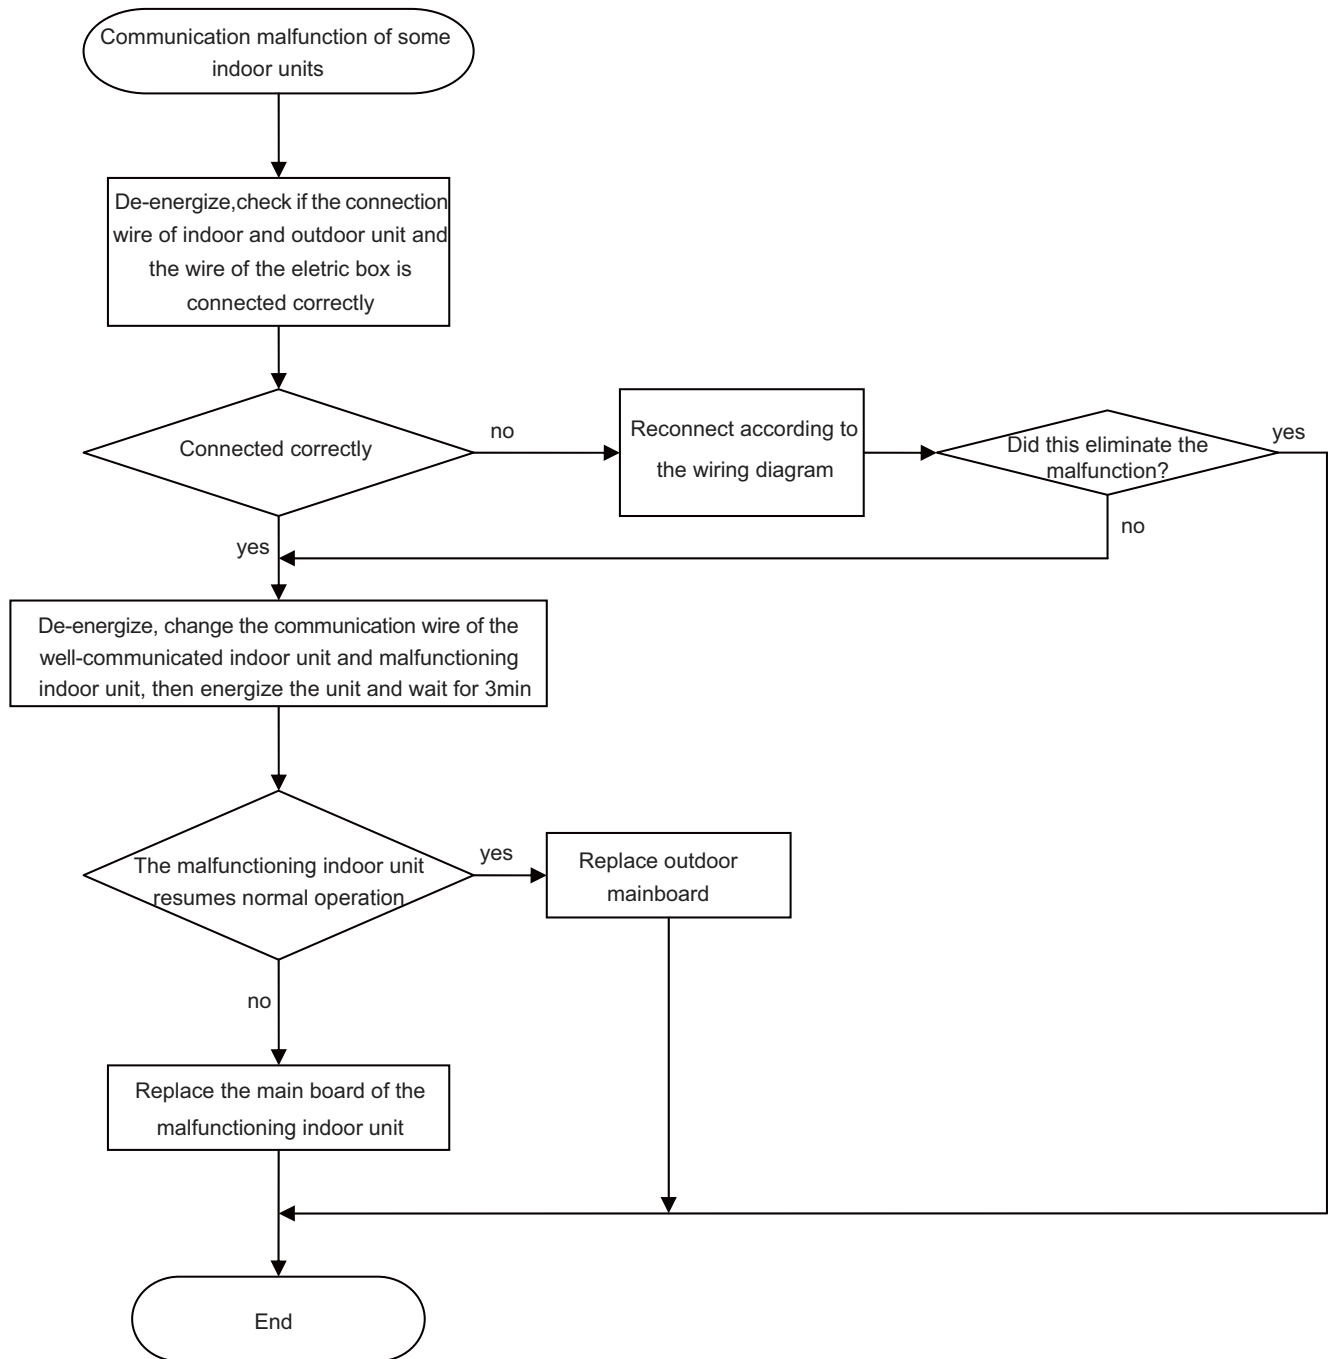 Communication malfunction of some
indoor units
De-energize,check if the connection
wire of indoor and outdoor unit and
the wire of the eletric box is
connected correctly
Connected correctly
no
Reconnect according to
the wiring diagram
Did this eliminate the
malfunction?
yes
no
yes
De-energize, change the communication wire of the
well-communicated indoor unit and malfunctioning
indoor unit, then energize the unit and wait for 3min
The malfunctioning indoor unit
resumes normal operation
yes
Replace outdoor
mainboard
no
Replace the main board of the
malfunctioning indoor unit
End